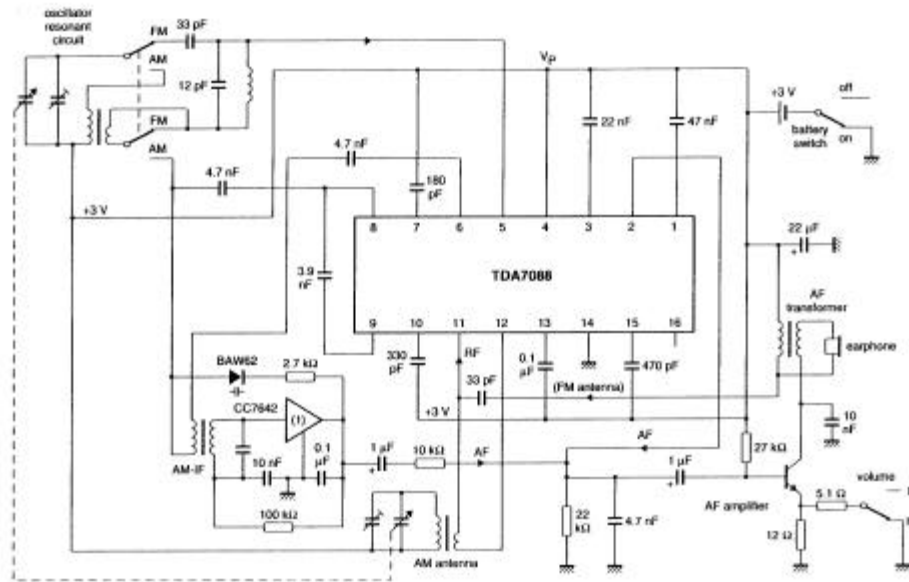 oscillator
resonant
circuit
FM
33 pF
AM
12 pF
FM
AM
4.7 nF
4.7 nF
+3 V
180
pF
VP
22 nF
47 nF
+3 V
off
on
battery
switch
8
7
6
5
4
3
2
1
TDA7088
9
10
11
12
13
14
15
16
3.9
nF
22 µF
+
AF
transformer
earphone
330
pF
RF
33 pF
0.1
µF
470 pF
(FM antenna)
+3 V
BAW62
2.7 kΩ
CC7642
(1)
AM-IF
10 nF
0.1
µF
100 kΩ
1 µF
+
10 kΩ
AF
AF
1 µF
+
27 kΩ
10
nF
22
kΩ
4.7 nF
AF amplifier
volume
5.1 Ω
12 Ω
AM antenna